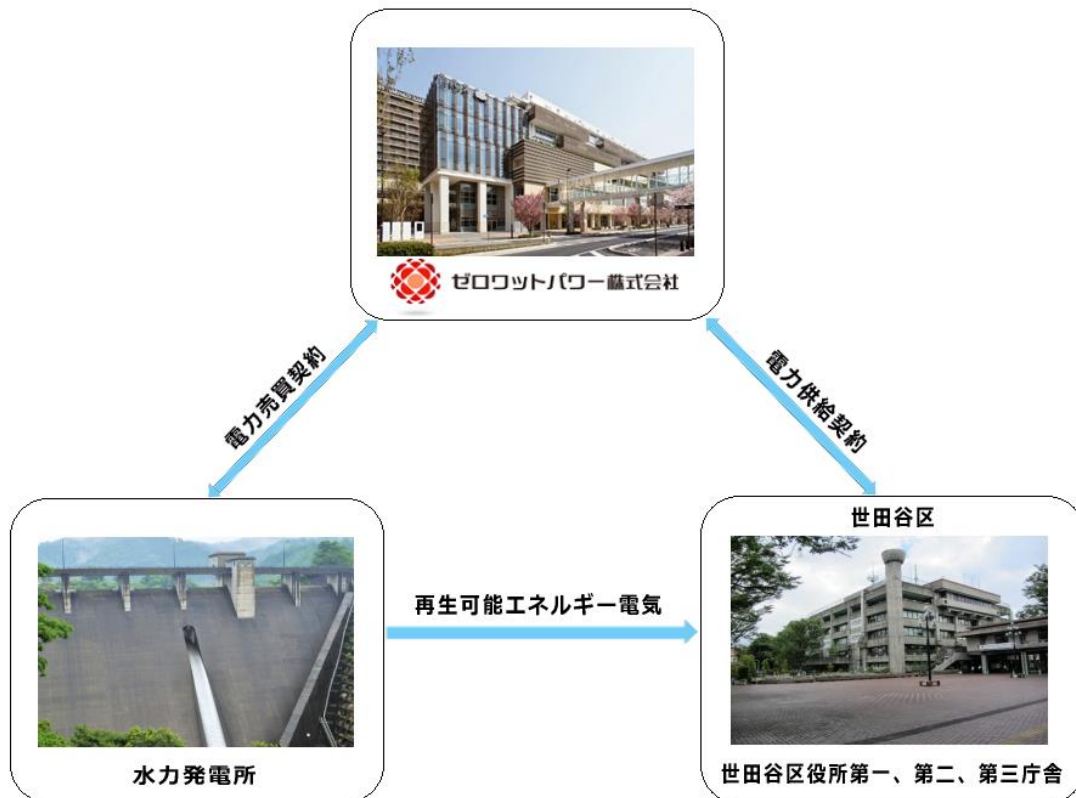 ゼロワットパワー株式会社
電力売買契約
電力供給契約
世田谷区
再生可能エネルギー電気
水力発電所
世田谷区役所第一、第二、第三庁舎